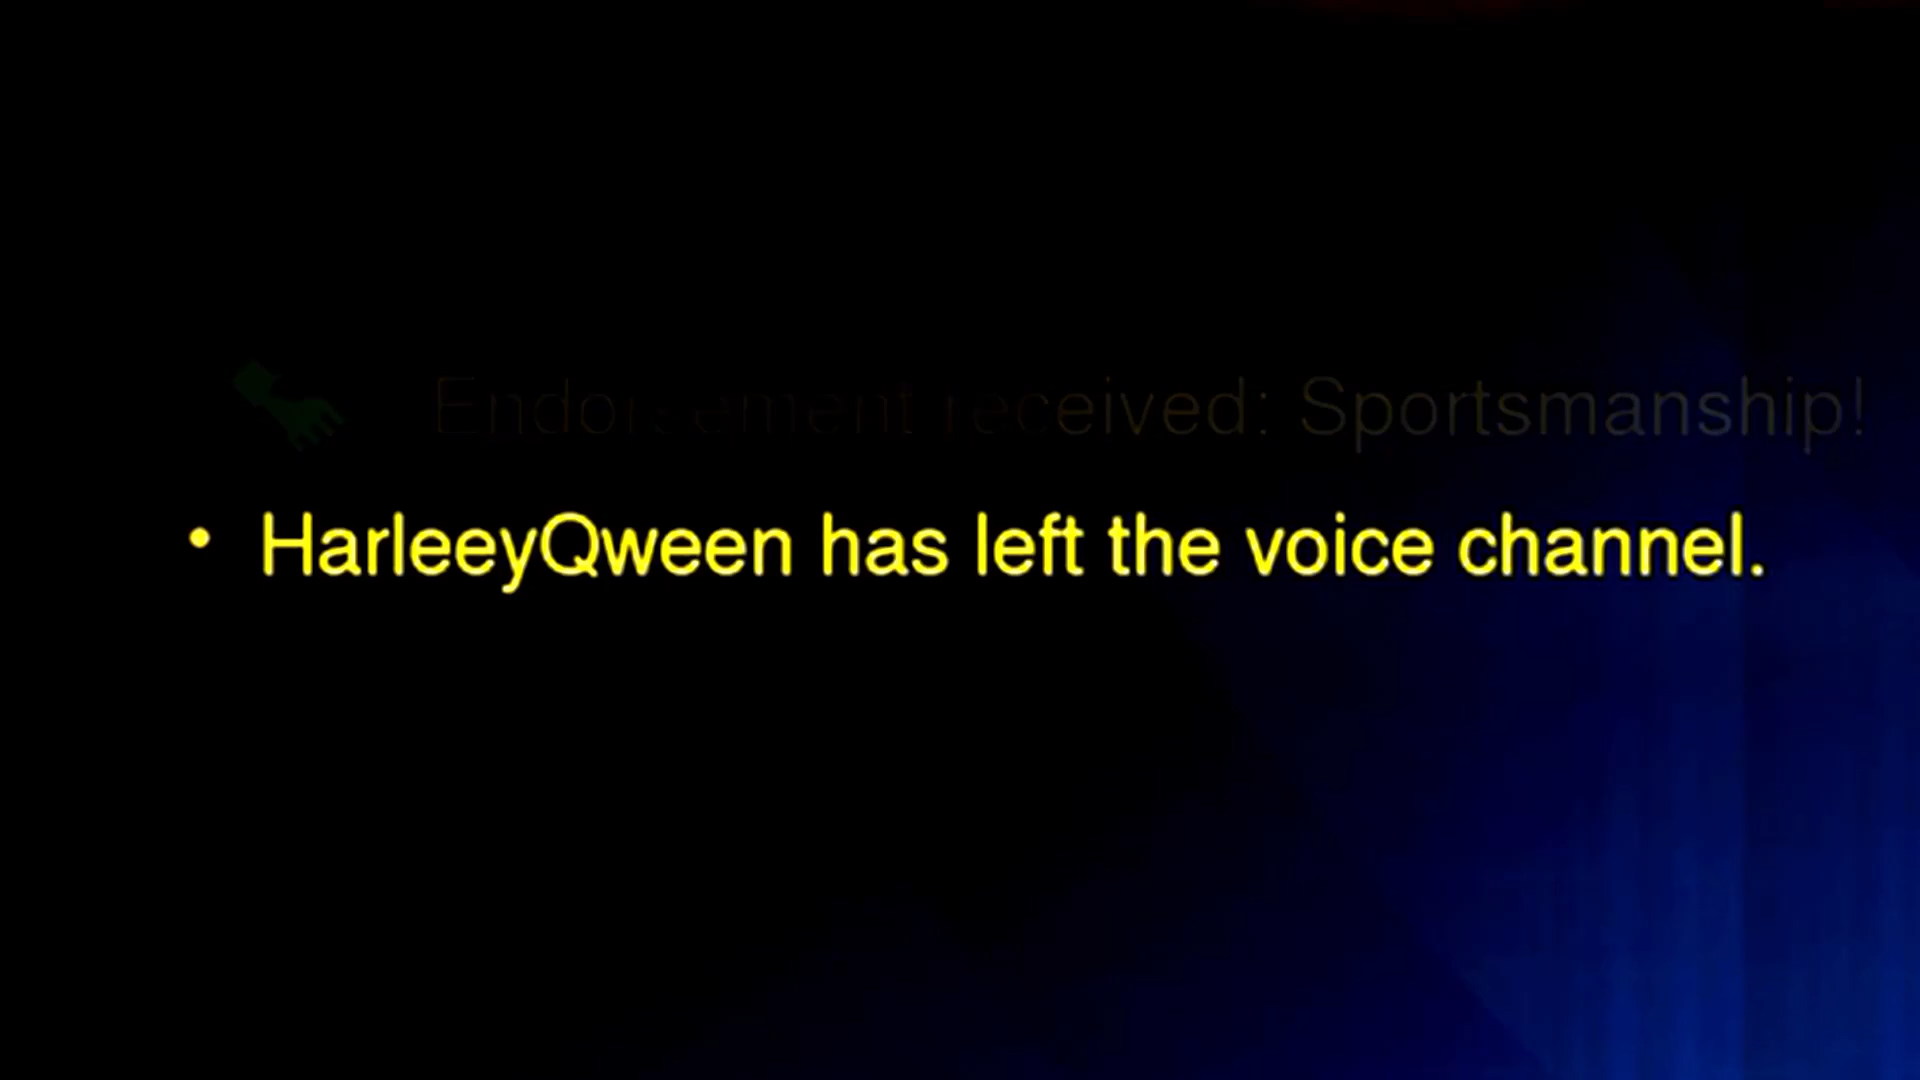 Endorsement received: Sportsmanship!
• HarleeyQween has left the voice channel.